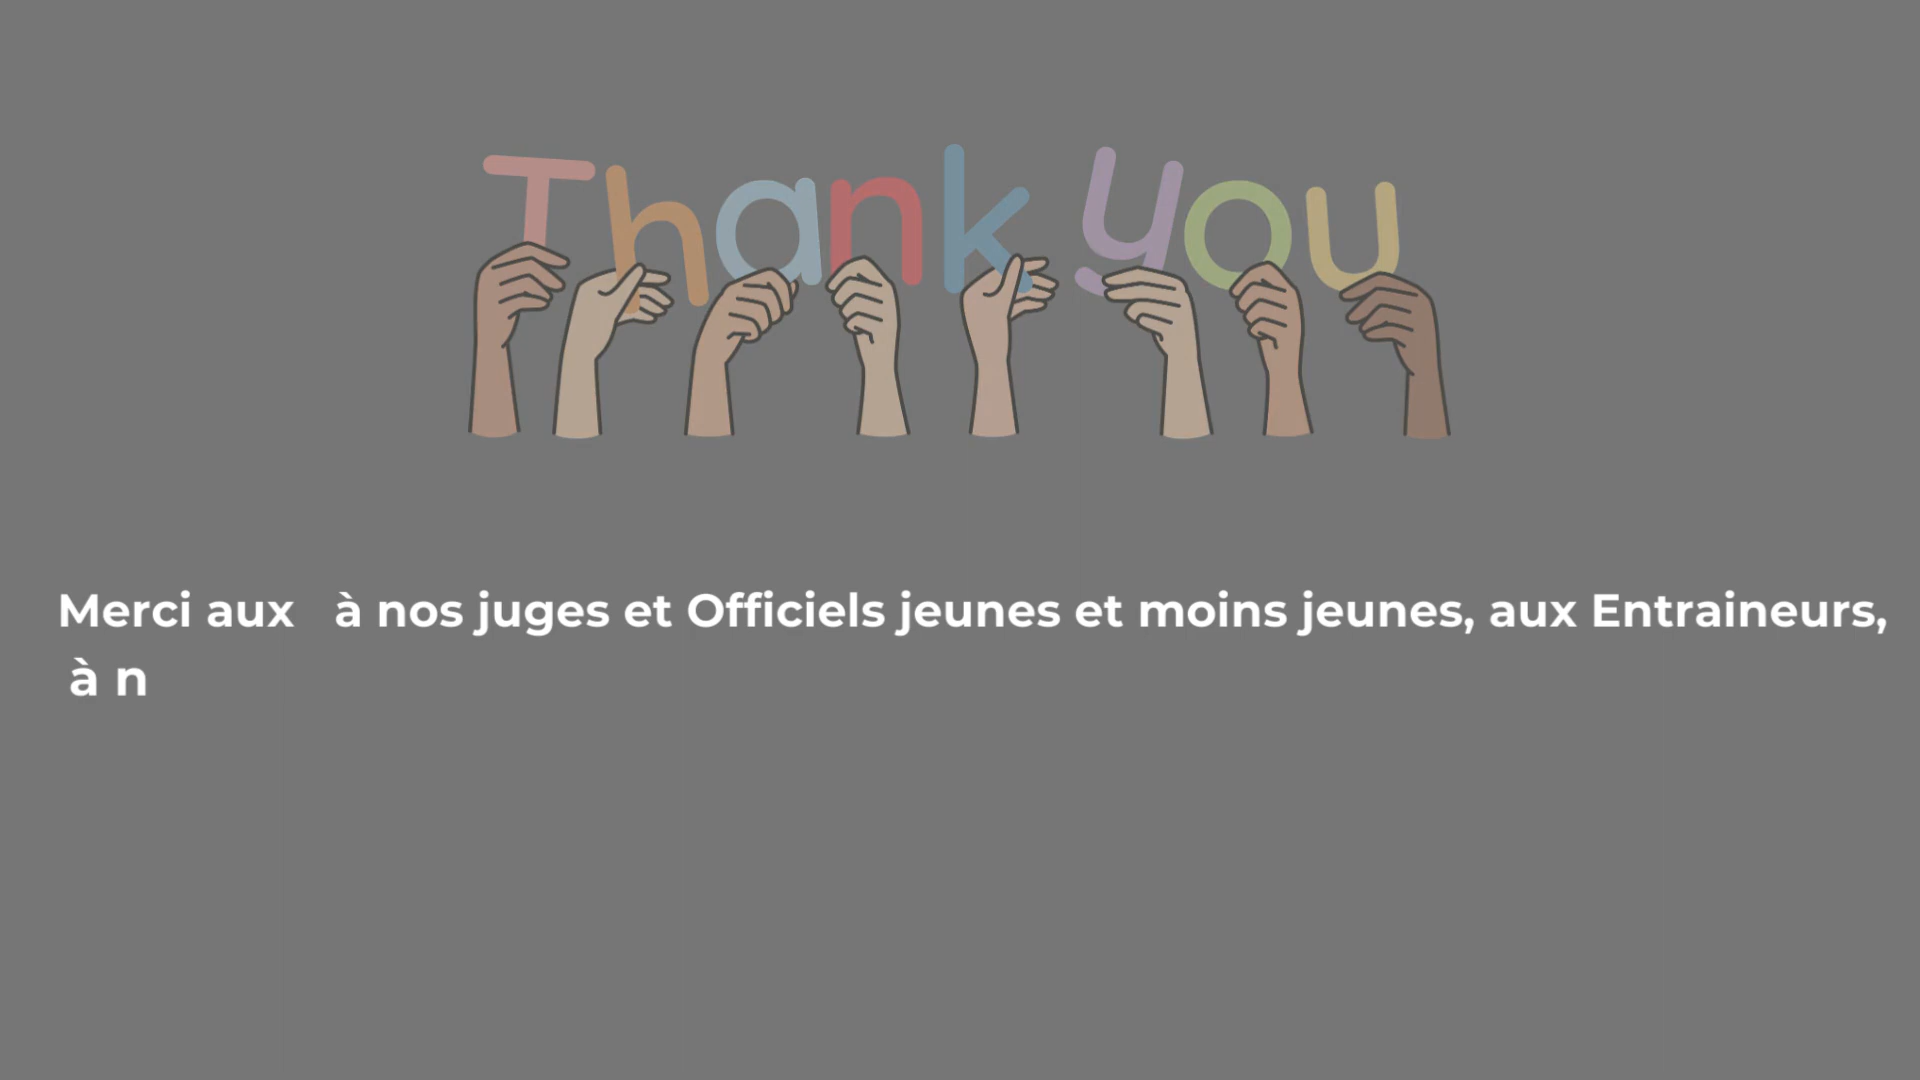 Thank you
Merci aux à nos juges et Officiels jeunes et moins jeunes, aux Entraineurs,
à n